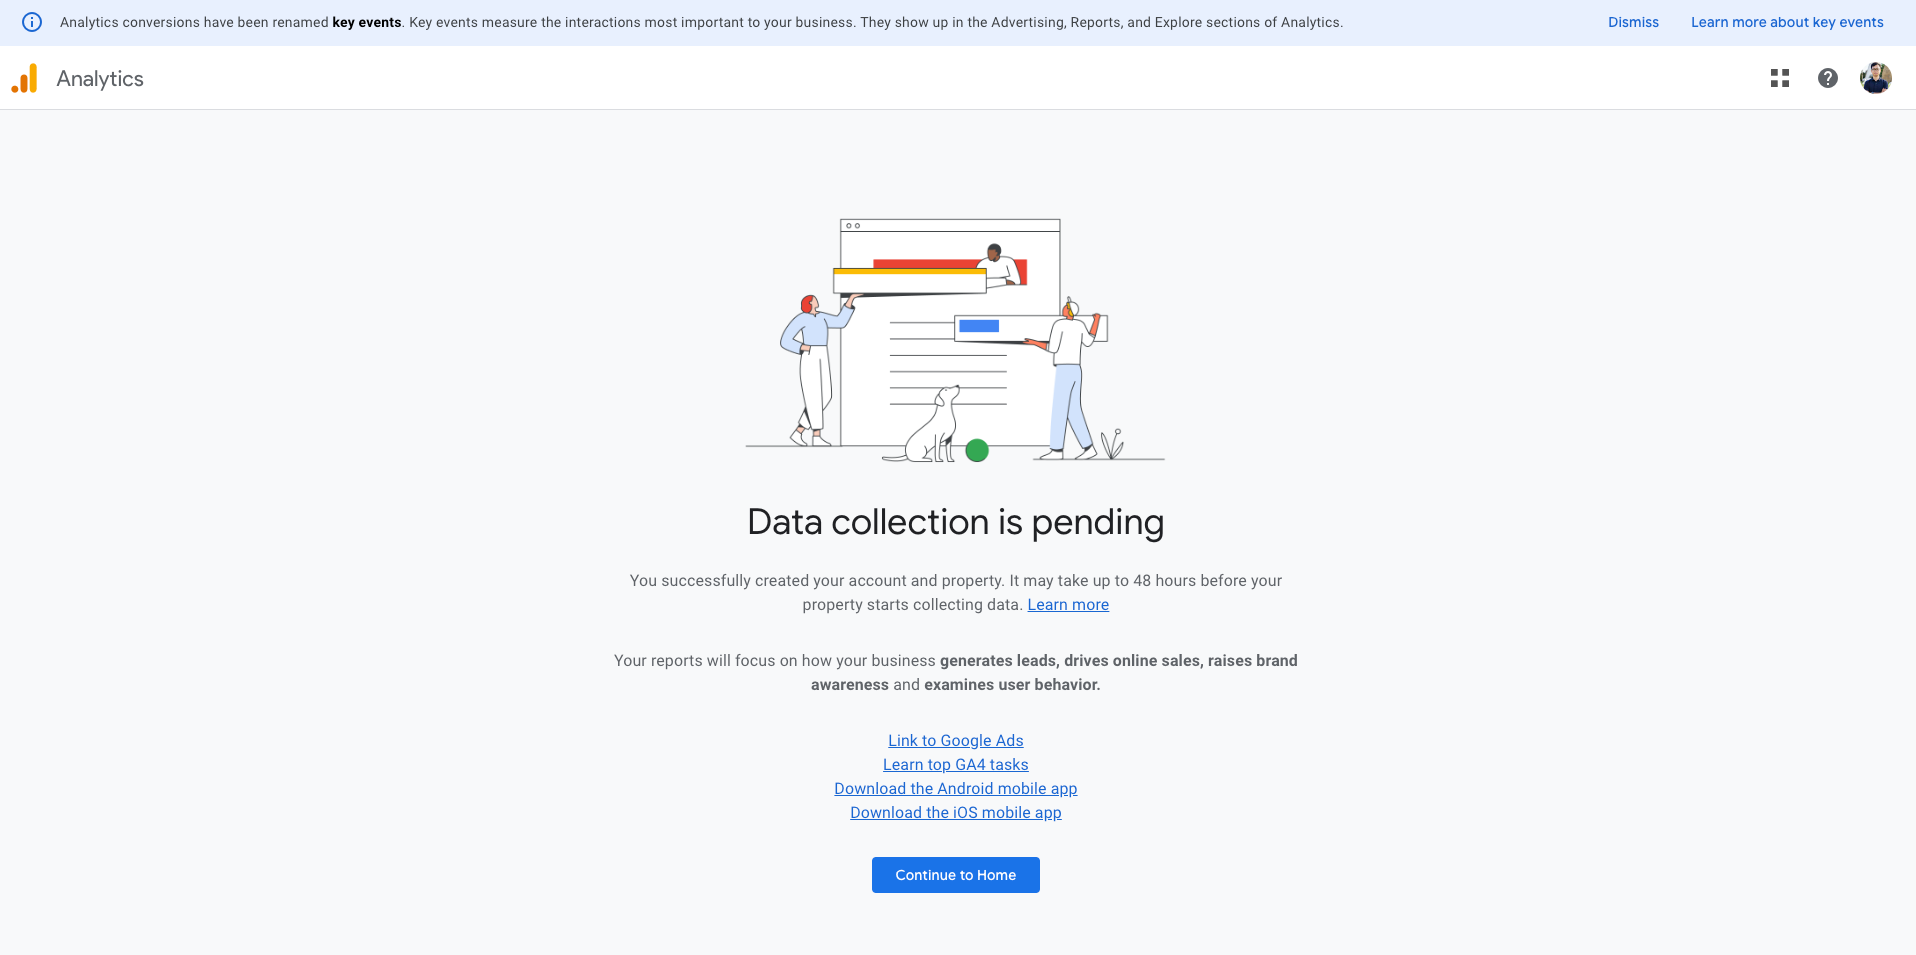 Analytics conversions have been renamed key events. Key events measure the interactions most important to your business. They show up in the Advertising, Reports, and Explore sections of Analytics.
Dismiss
Learn more about key events
Analytics
Data collection is pending
You successfully created your account and property. It may take up to 48 hours before your
property starts collecting data. Learn more
Your reports will focus on how your business generates leads, drives online sales, raises brand
awareness and examines user behavior.
Link to Google Ads
Learn top GA4 tasks
Download the Android mobile app
Download the iOS mobile app
Continue to Home